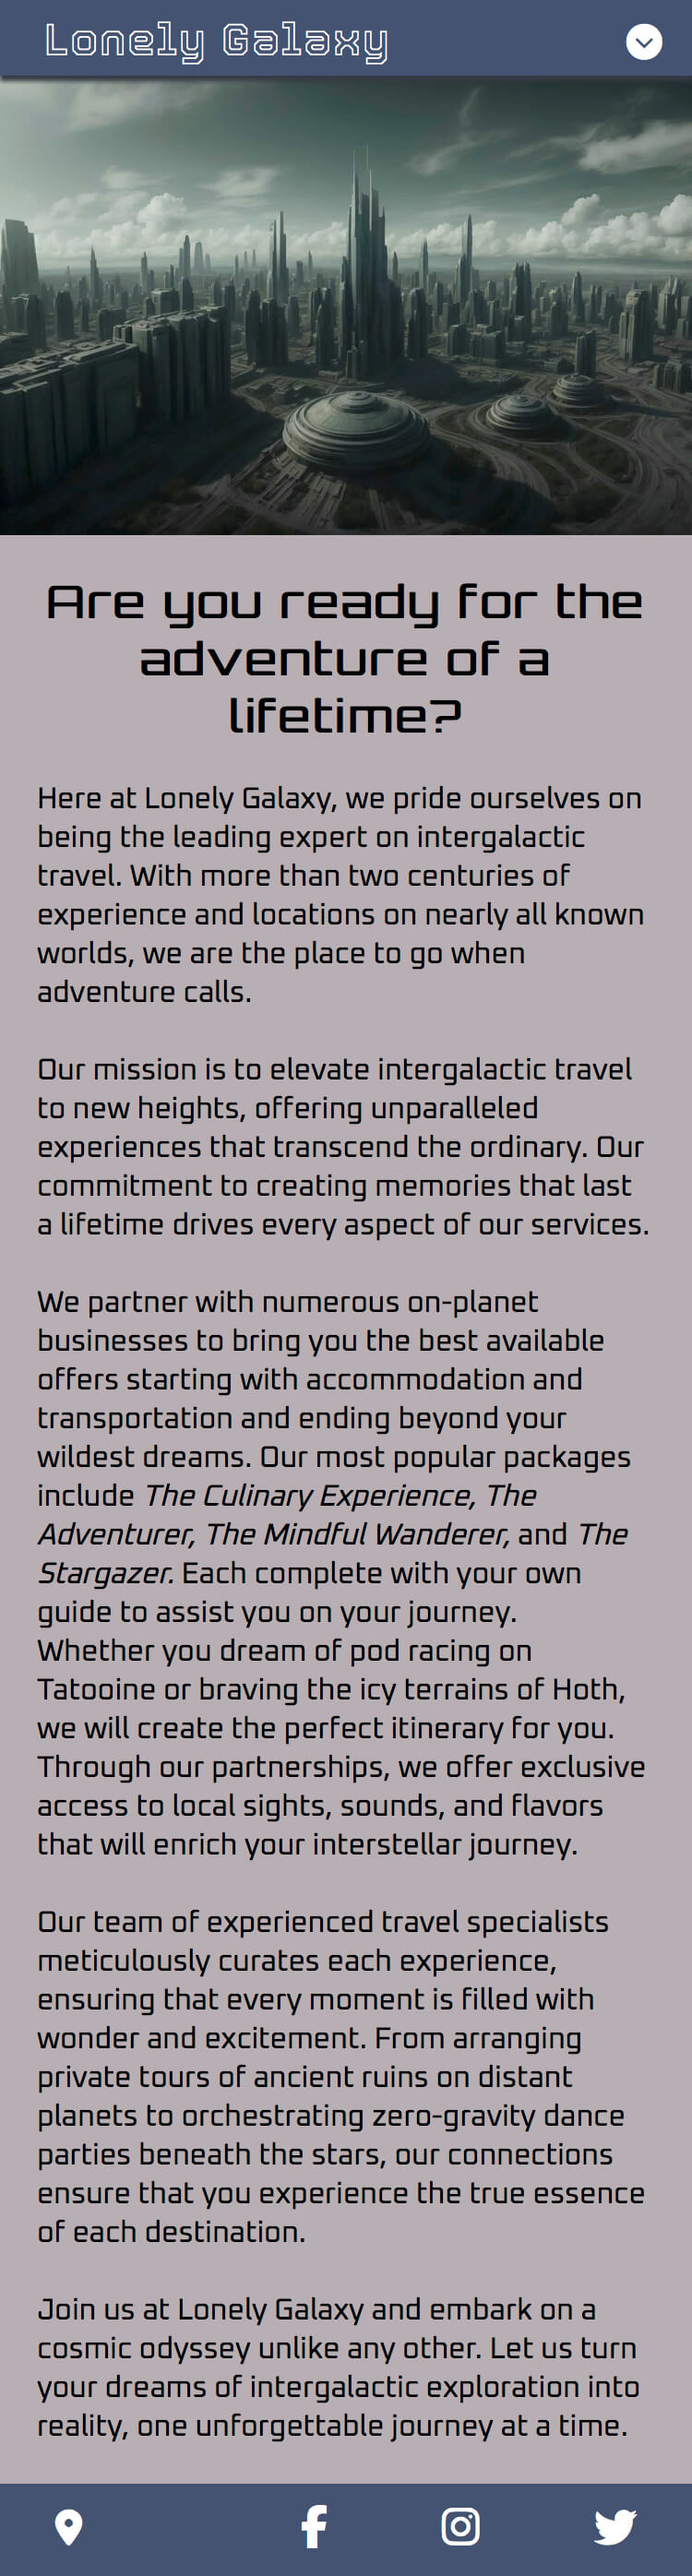 Lonely Galaxy
Are you ready for the
adventure of a
lifetime?
Here at Lonely Galaxy, we pride ourselves on
being the leading expert on intergalactic
travel. With more than two centuries of
experience and locations on nearly all known
worlds, we are the place to go when
adventure calls.
Our mission is to elevate intergalactic travel
to new heights, offering unparalleled
experiences that transcend the ordinary. Our
commitment to creating memories that last
a lifetime drives every aspect of our services.
We partner with numerous on-planet
businesses to bring you the best available
offers starting with accommodation and
transportation and ending beyond your
wildest dreams. Our most popular packages
include The Culinary Experience, The
Adventurer, The Mindful Wanderer, and The
Stargazer. Each complete with your own
guide to assist you on your journey.
Whether you dream of pod racing on
Tatooine or braving the icy terrains of Hoth,
we will create the perfect itinerary for you.
Through our partnerships, we offer exclusive
access to local sights, sounds, and flavors
that will enrich your interstellar journey.
Our team of experienced travel specialists
meticulously curates each experience,
ensuring that every moment is filled with
wonder and excitement. From arranging
private tours of ancient ruins on distant
planets to orchestrating zero-gravity dance
parties beneath the stars, our connections
ensure that you experience the true essence
of each destination.
Join us at Lonely Galaxy and embark on a
cosmic odyssey unlike any other. Let us turn
your dreams of intergalactic exploration into
reality, one unforgettable journey at a time.